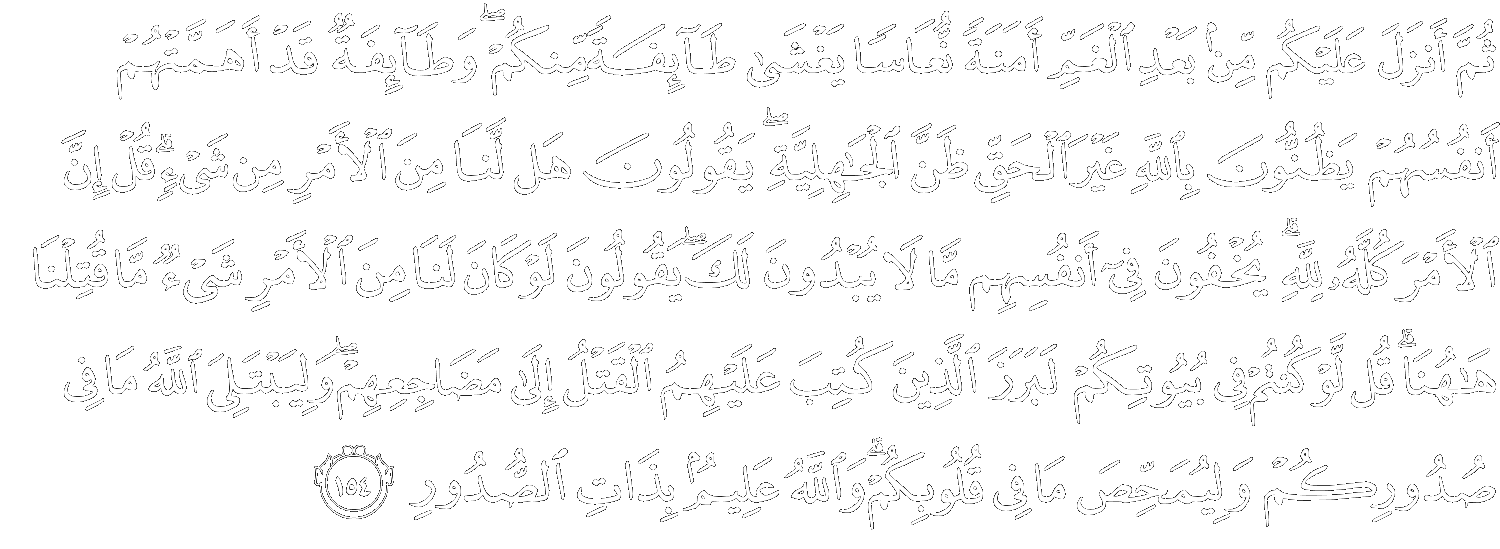 ثُمَّ أَنزَلَ عَلَيْكُم مِّنۢ بَعْدِ ٱلْغَمِّ أَمَنَةً نُّعَاسًا يَغْشَىٰ طَآئِفَةً مِّنكُمْ ۖ وَطَآئِفَةٌ قَدْ أَهَمَّتْهُمْ
أَنفُسُهُمْ يَظُنُّونَ بِٱللَّهِ غَيْرَ ٱلْحَقِّ ظَنَّ ٱلْجَٰهِلِيَّةِ ۖ يَقُولُونَ هَل لَّنَا مِنَ ٱلْأَمْرِ مِن شَىْءٍ ۗ قُلْ إِنَّ
ٱلْأَمْرَ كُلَّهُۥ لِلَّهِ ۗ يُخْفُونَ فِىٓ أَنفُسِهِم مَّا لَا يُبْدُونَ لَكَ ۖ يَقُولُونَ لَوْ كَانَ لَنَا مِنَ ٱلْأَمْرِ شَىْءٌ مَّا قُتِلْنَا
هَٰهُنَا ۗ قُل لَّوْ كُنتُمْ فِى بُيُوتِكُمْ لَبَرَزَ ٱلَّذِينَ كُتِبَ عَلَيْهِمُ ٱلْقَتْلُ إِلَىٰ مَضَاجِعِهِمْ ۖ وَلِيَبْتَلِىَ ٱللَّهُ مَا فِى
صُدُورِكُمْ وَلِيُمَحِّصَ مَا فِى قُلُوبِكُمْ ۗ وَٱللَّهُ عَلِيمٌۢ بِذَاتِ ٱلصُّدُورِ ١٥٤